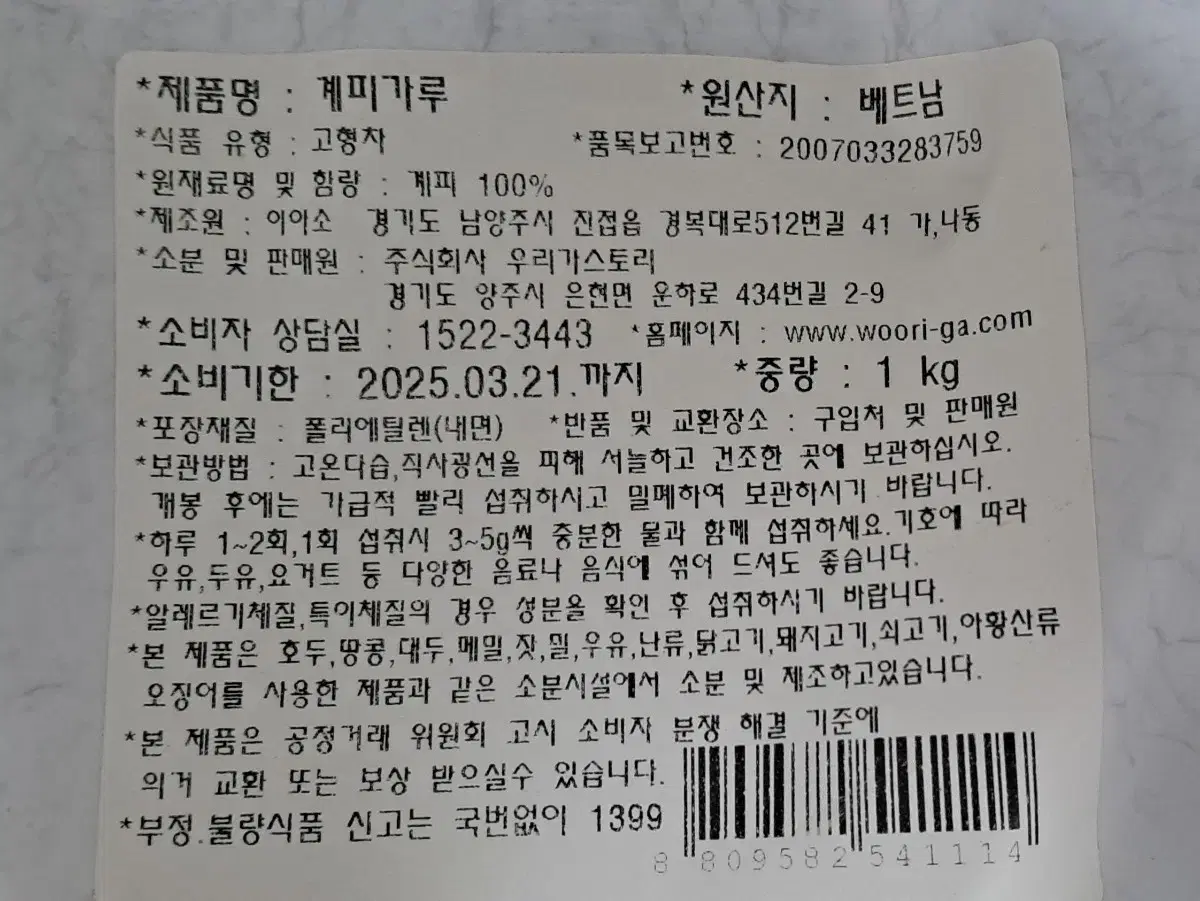 *제품명 : 계피가루 *원산지 : 베트남
*식품 유형 : 고형차 *품목보고번호 : 2007033283759
*원재료명 및 함량 : 계피 100%
*제조원 : 이아소 경기도 남양주시 진접읍 경복대로512번길 41 가,나동
*소분 및 판매원 : 주식회사 우리가스토리
경기도 양주시 은현면 운하로 434번길 2-9
*소비자 상담실 : 1522-3443 *홈페이지 : www.woori-ga.com
*소비기한 : 2025.03.21.까지 *중량 : 1 kg
*포장재질 : 폴리에틸렌(내면) *반품 및 교환장소 : 구입처 및 판매원
*보관방법 : 고온다습,직사광선을 피해 서늘하고 건조한 곳에 보관하십시오.
개봉 후에는 가급적 빨리 섭취하시고 밀폐하여 보관하시기 바랍니다.
*하루 1~2회,1회 섭취시 3~5g씩 충분한 물과 함께 섭취하세요.기호에 따라
우유,두유,요거트 등 다양한 음료나 음식에 섞어 드셔도 좋습니다.
*알레르기체질,특이체질의 경우 성분을 확인 후 섭취하시기 바랍니다.
*본 제품은 호두,땅콩,대두,메밀,잣,밀,우유,난류,닭고기,돼지고기,쇠고기,아황산류
오징어를 사용한 제품과 같은 소분시설에서 소분 및 제조하고있습니다.
*본 제품은 공정거래 위원회 고시 소비자 분쟁 해결 기준에
의거 교환 또는 보상 받으실수 있습니다.
*부정.불량식품 신고는 국번없이 1399
8 809582 541114